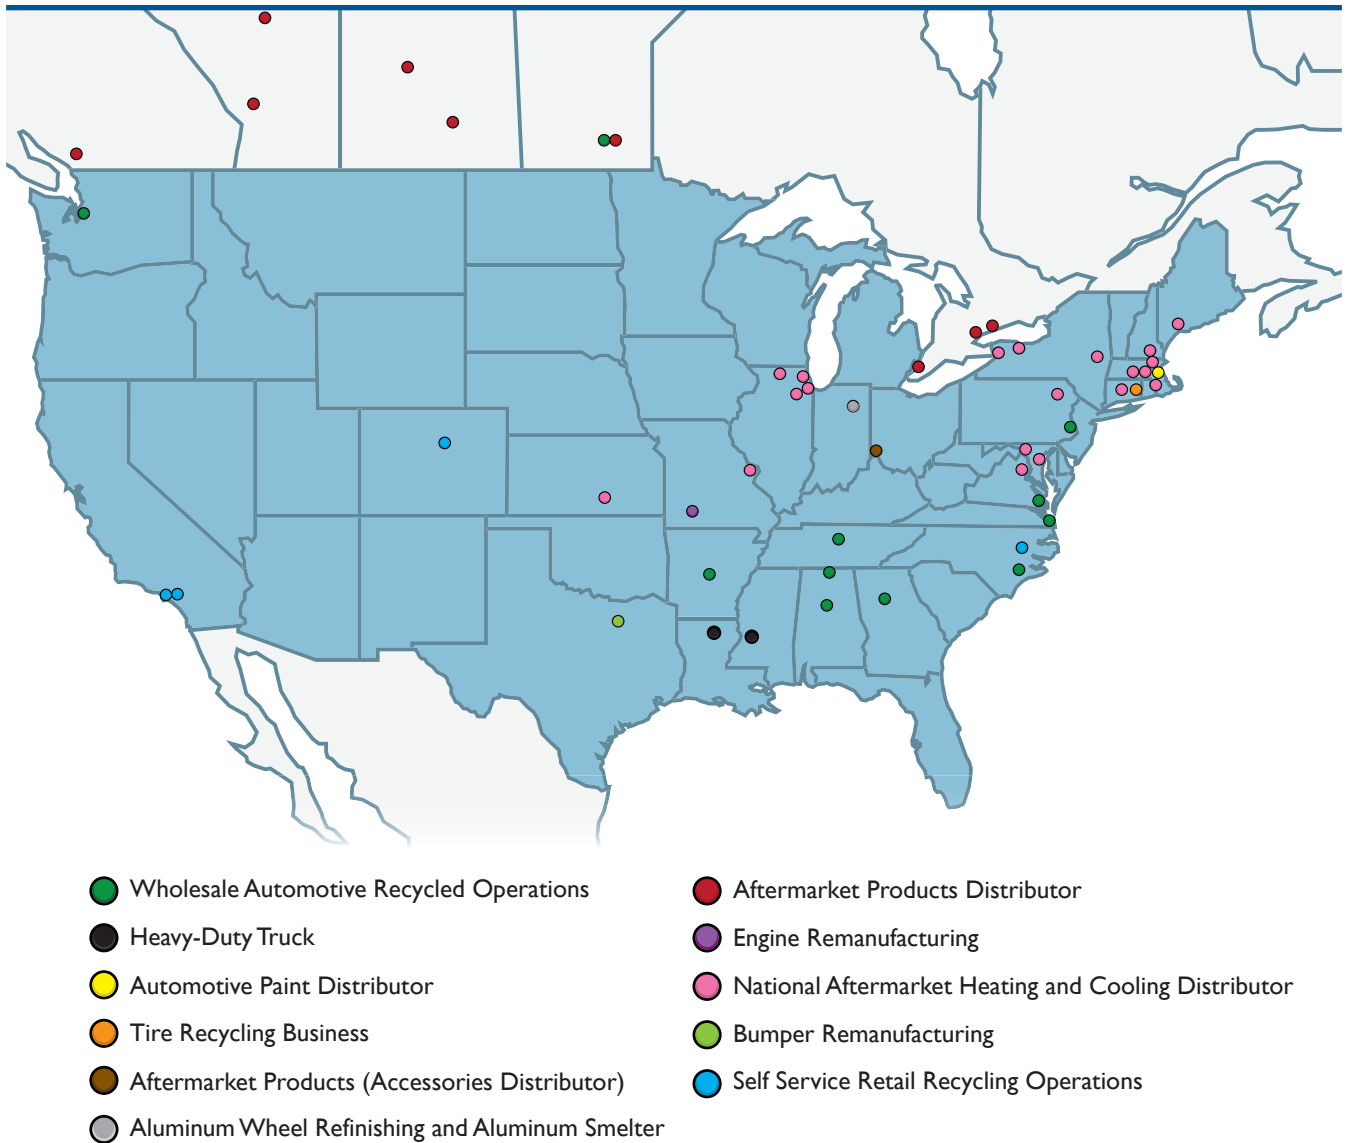 Wholesale Automotive Recycled Operations
Heavy-Duty Truck
Automotive Paint Distributor
Tire Recycling Business
Aftermarket Products (Accessories Distributor)
Aluminum Wheel Refinishing and Aluminum Smelter
Aftermarket Products Distributor
Engine Remanufacturing
National Aftermarket Heating and Cooling Distributor
Bumper Remanufacturing
Self Service Retail Recycling Operations